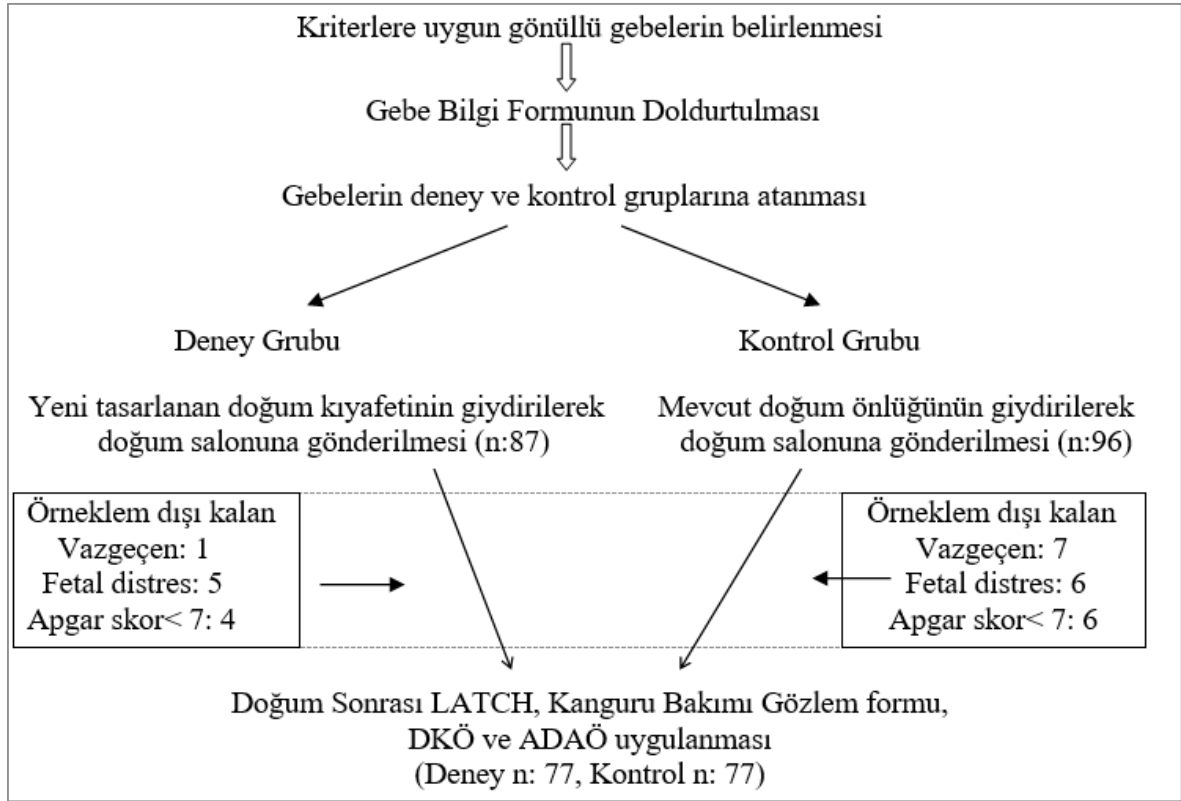 Kriterlere uygun gönüllü gebelerin belirlenmesi
Gebe Bilgi Formunun Doldurtulması
Gebelerin deney ve kontrol gruplarına atanması
Deney Grubu
Yeni tasarlanan doğum kıyafetinin giydirilerek
doğum salonuna gönderilmesi (n:87)
Kontrol Grubu
Mevcut doğum önlüğünün giydirilerek
doğum salonuna gönderilmesi (n:96)
Örneklem dışı kalan
Vazgeçen: 1
Fetal distres: 5
Apgar skor< 7: 4
Örneklem dışı kalan
Vazgeçen: 7
Fetal distres: 6
Apgar skor< 7: 6
Doğum Sonrası LATCH, Kanguru Bakımı Gözlem formu,
DKÖ ve ADAÖ uygulanması
(Deney n: 77, Kontrol n: 77)